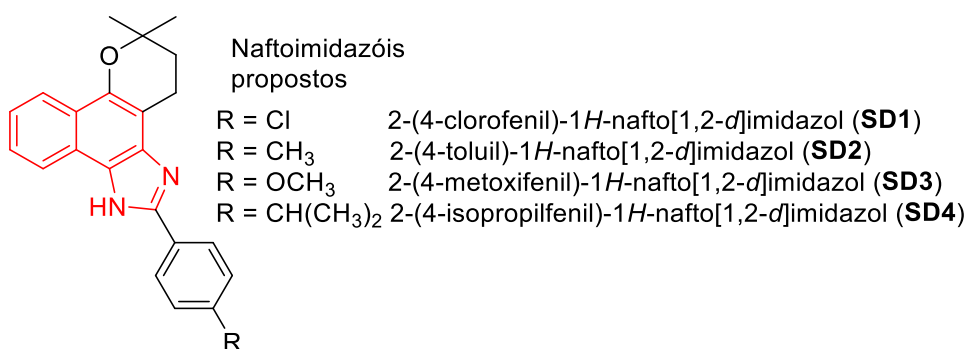 O
Naftoimidazóis
propostos
R = Cl 2-(4-clorofenil)-1H-nafto[1,2-d]imidazol (SD1)
R = CH₃ 2-(4-toluil)-1H-nafto[1,2-d]imidazol (SD2)
R = OCH₃ 2-(4-metoxifenil)-1H-nafto[1,2-d]imidazol (SD3)
R = CH(CH₃)₂ 2-(4-isopropilfenil)-1H-nafto[1,2-d]imidazol (SD4)
N
HN
R